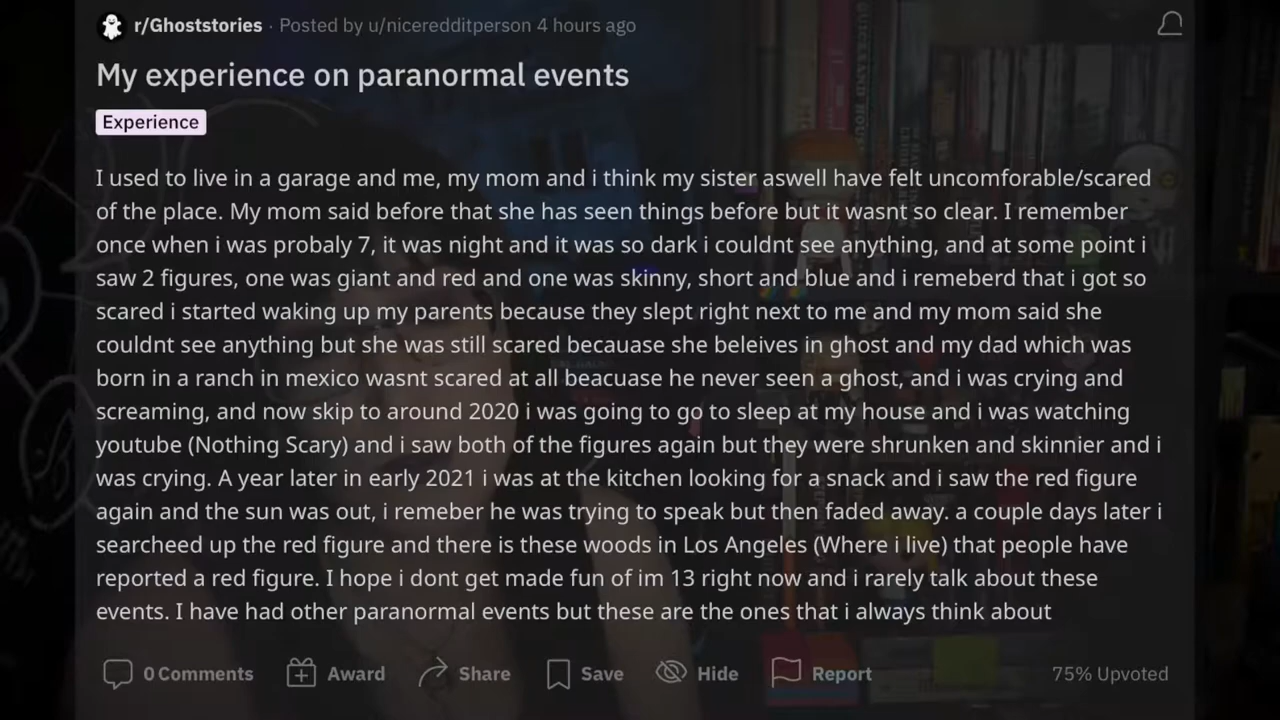 r/Ghoststories · Posted by u/niceredditperson 4 hours ago
My experience on paranormal events
Experience
I used to live in a garage and me, my mom and i think my sister aswell have felt uncomforable/scared
of the place. My mom said before that she has seen things before but it wasnt so clear. I remember
once when i was probaly 7, it was night and it was so dark i couldnt see anything, and at some point i
saw 2 figures, one was giant and red and one was skinny, short and blue and i remeberd that i got so
scared i started waking up my parents because they slept right next to me and my mom said she
couldnt see anything but she was still scared becauase she beleives in ghost and my dad which was
born in a ranch in mexico wasnt scared at all beacuase he never seen a ghost, and i was crying and
screaming, and now skip to around 2020 i was going to go to sleep at my house and i was watching
youtube (Nothing Scary) and i saw both of the figures again but they were shrunken and skinnier and i
was crying. A year later in early 2021 i was at the kitchen looking for a snack and i saw the red figure
again and the sun was out, i remeber he was trying to speak but then faded away. a couple days later i
searcheed up the red figure and there is these woods in Los Angeles (Where i live) that people have
reported a red figure. I hope i dont get made fun of im 13 right now and i rarely talk about these
events. I have had other paranormal events but these are the ones that i always think about
0 Comments Award Share Save Hide Report 75% Upvoted